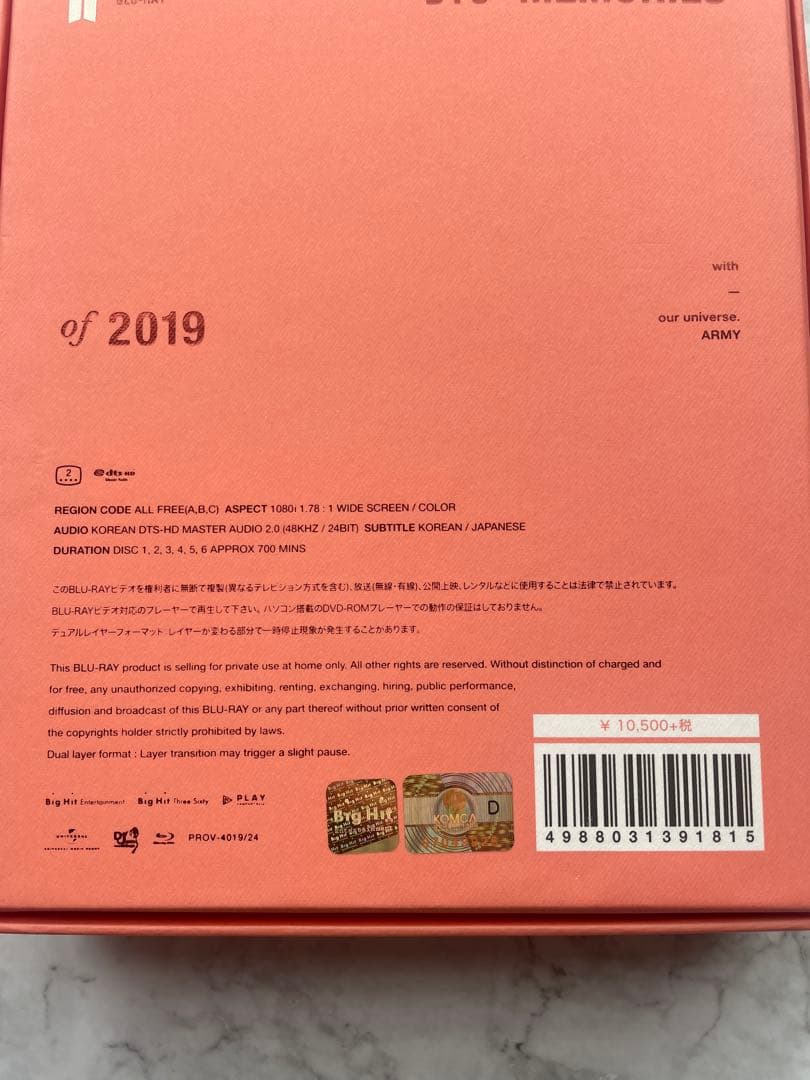 BLU-RAY
BTS MEMORIES
of 2019
with
—
our universe.
ARMY
2
dts-HD
Master Audio
REGION CODE ALL FREE(A,B,C) ASPECT 1080i 1.78 : 1 WIDE SCREEN / COLOR
AUDIO KOREAN DTS-HD MASTER AUDIO 2.0 (48KHZ / 24BIT) SUBTITLE KOREAN / JAPANESE
DURATION DISC 1, 2, 3, 4, 5, 6 APPROX 700 MINS
このBLU-RAYビデオを権利者に無断で複製(異なるテレビション方式を含む)、放送(無線・有線)、公開上映、レンタルなどに使用することは法律で禁止されています。
BLU-RAYビデオ対応のプレーヤーで再生して下さい。パソコン搭載のDVD-ROMプレーヤーでの動作の保証はしておりません。
デュアルレイヤーフォーマット:レイヤーが変わる部分で一時停止現象が発生することがあります。
This BLU-RAY product is selling for private use at home only. All other rights are reserved. Without distinction of charged and
for free, any unauthorized copying, exhibiting, renting, exchanging, hiring, public performance,
diffusion and broadcast of this BLU-RAY or any part thereof without prior written consent of
the copyrights holder strictly prohibited by laws.
Dual layer format : Layer transition may trigger a slight pause.
¥ 10,500+税
Big Hit Entertainment Big Hit Three Sixty PLAY
UNIVERSAL
UNIVERSAL MUSIC GROUP
Def PROV-4019/24
Big Hit
KOMCA
D
4988031391815